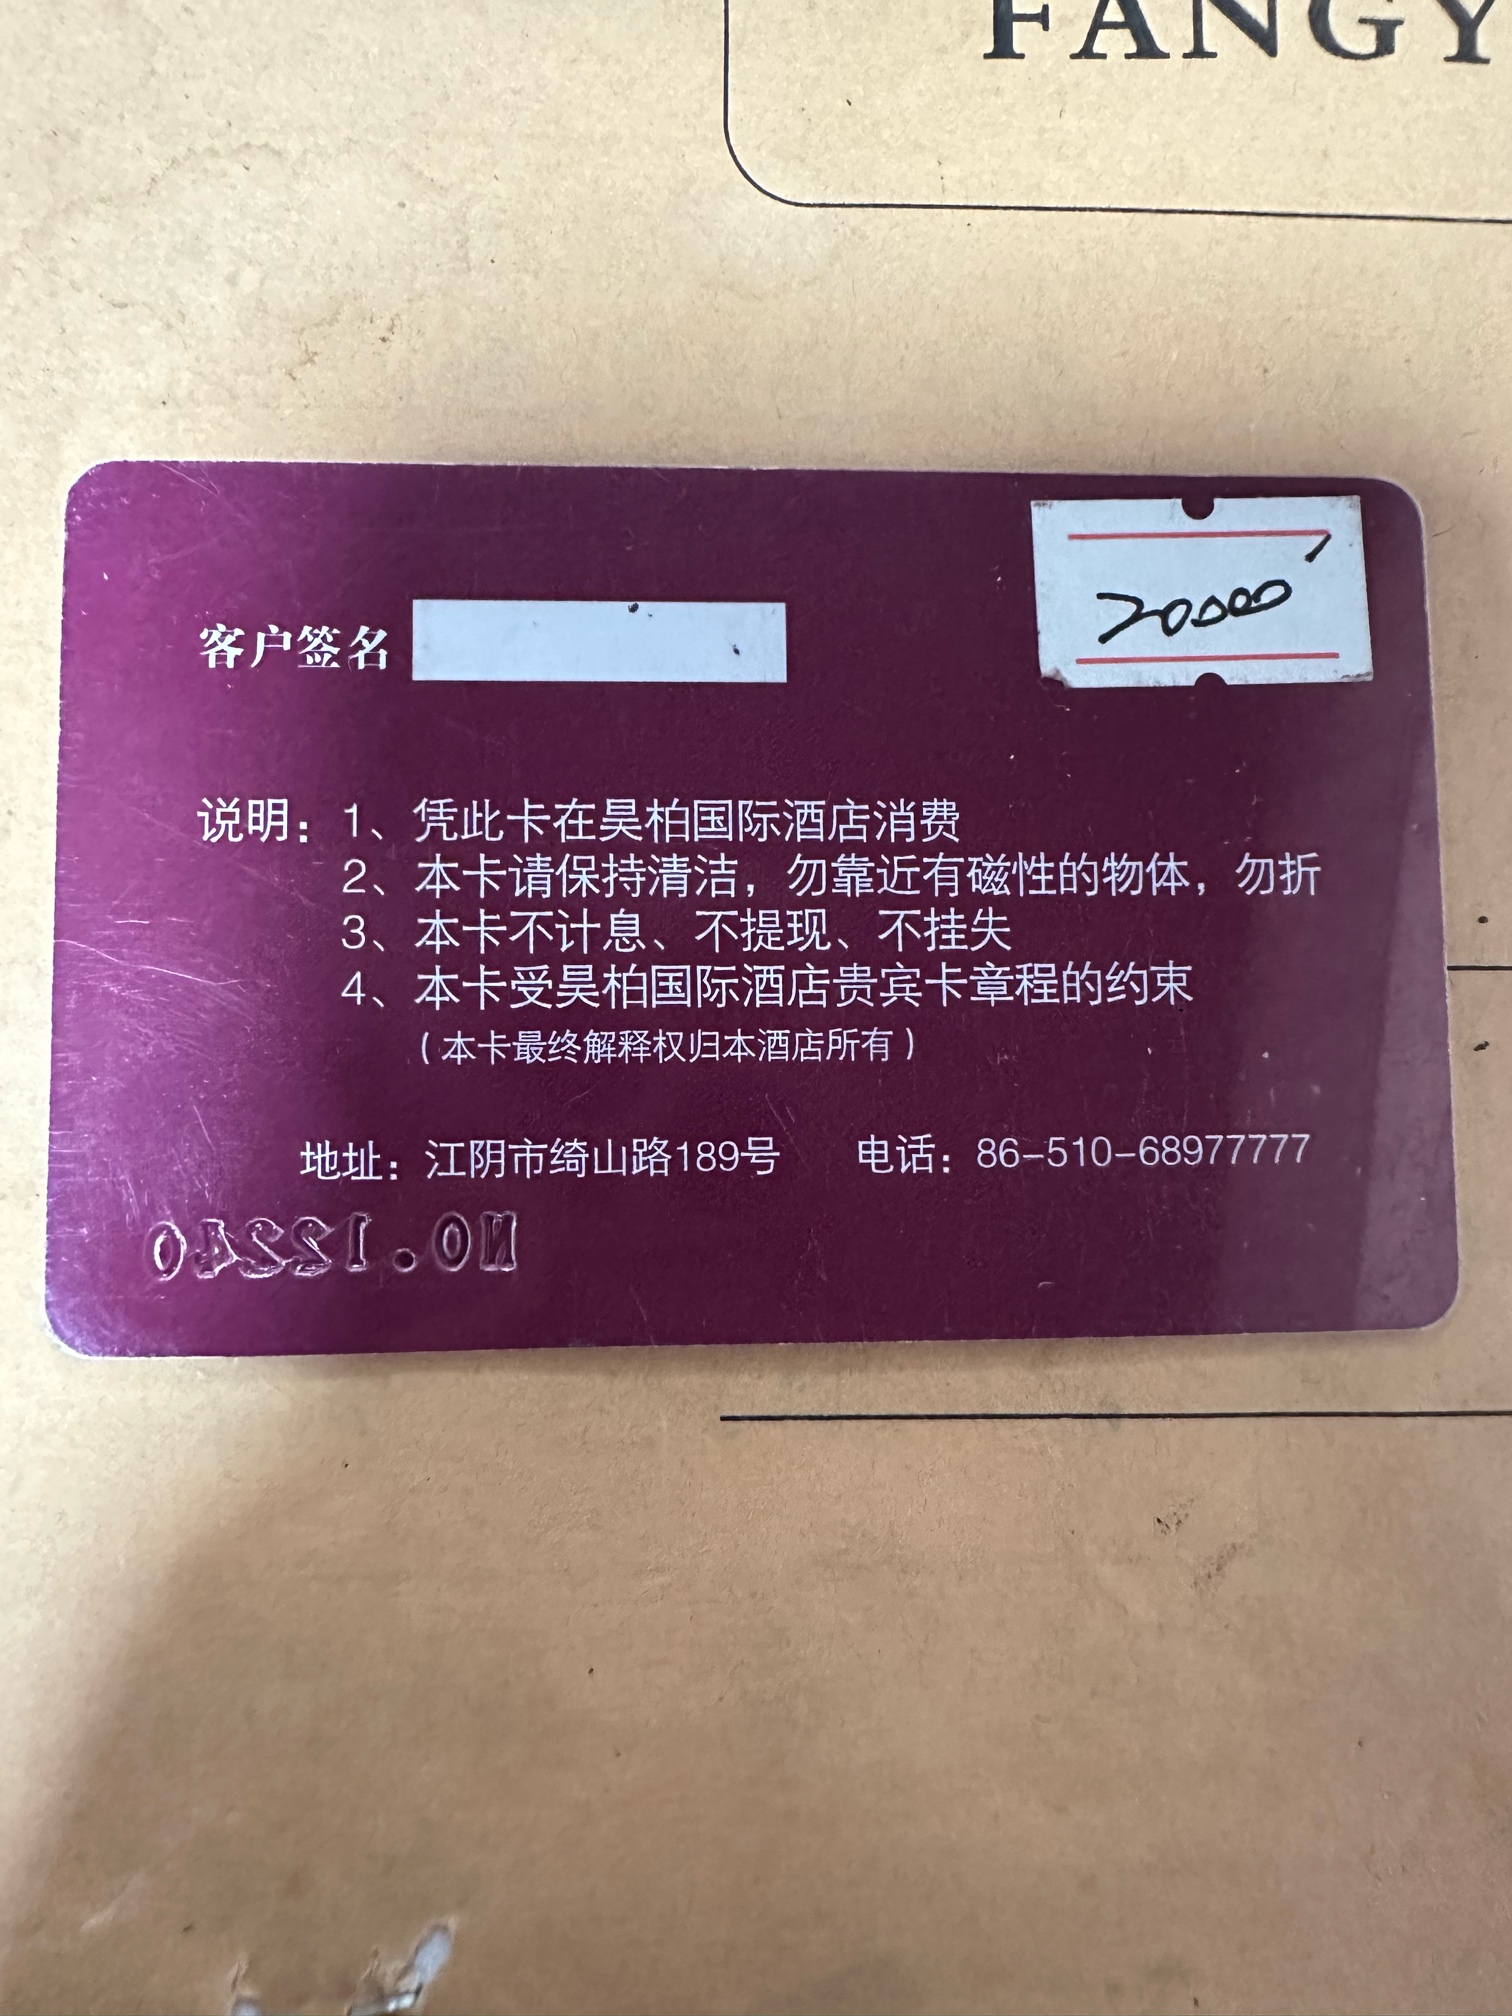 FANGY
20000
客户签名
说明：1、凭此卡在昊柏国际酒店消费
2、本卡请保持清洁，勿靠近有磁性的物体，勿折
3、本卡不计息、不提现、不挂失
4、本卡受昊柏国际酒店贵宾卡章程的约束
（本卡最终解释权归本酒店所有）
地址：江阴市绮山路189号 电话：86-510-68977777
NO.12240